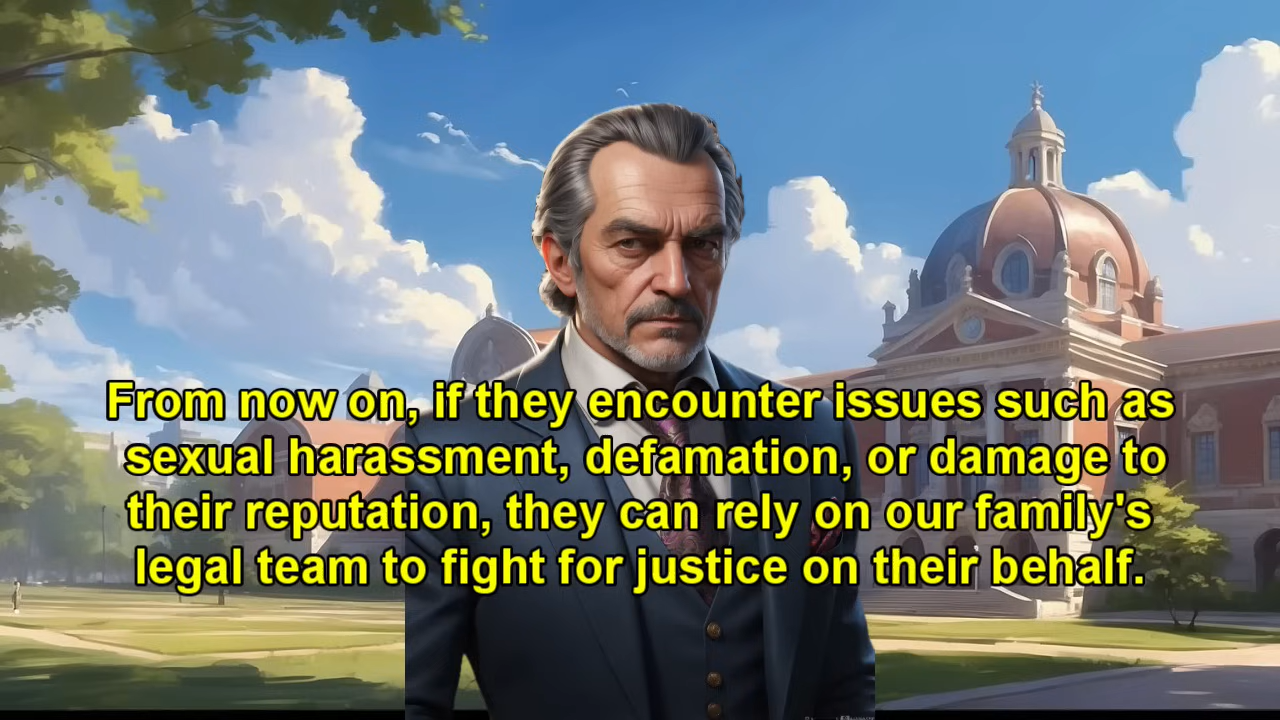 From now on, if they encounter issues such as
sexual harassment, defamation, or damage to
their reputation, they can rely on our family's
legal team to fight for justice on their behalf.